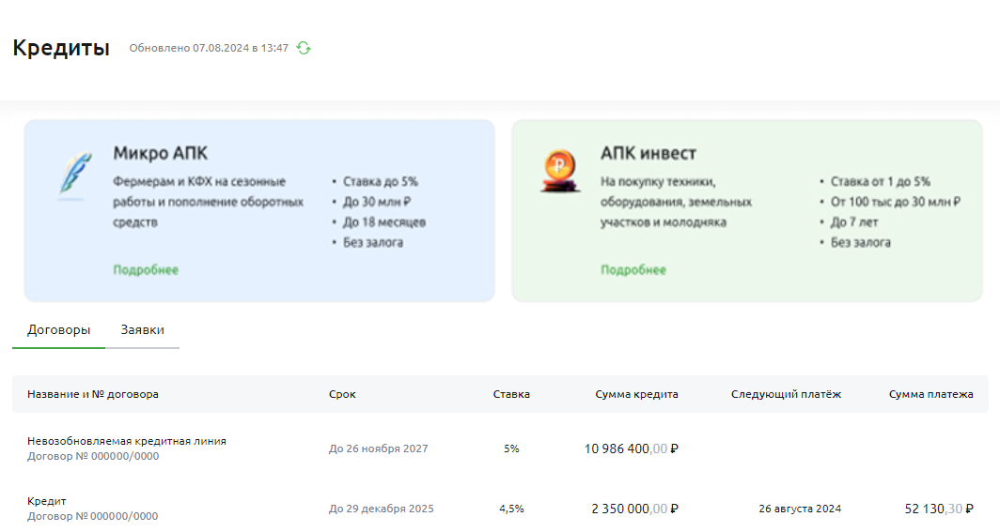 Кредиты
Обновлено 07.08.2024 в 13:47
Микро АПК
Фермерам и КФХ на сезонные
работы и пополнение оборотных
средств
• Ставка до 5%
• До 30 млн ₽
• До 18 месяцев
• Без залога
Подробнее
АПК инвест
На покупку техники,
оборудования, земельных
участков и молодняка
• Ставка от 1 до 5%
• От 100 тыс до 30 млн ₽
• До 7 лет
• Без залога
Подробнее
Договоры Заявки
Название и № договора Срок Ставка Сумма кредита Следующий платёж Сумма платежа
Невозобновляемая кредитная линия
Договор № 000000/0000
До 26 ноября 2027 5% 10 986 400,00 ₽
Кредит
Договор № 000000/0000
До 29 декабря 2025 4,5% 2 350 000,00 ₽ 26 августа 2024 52 130,30 ₽